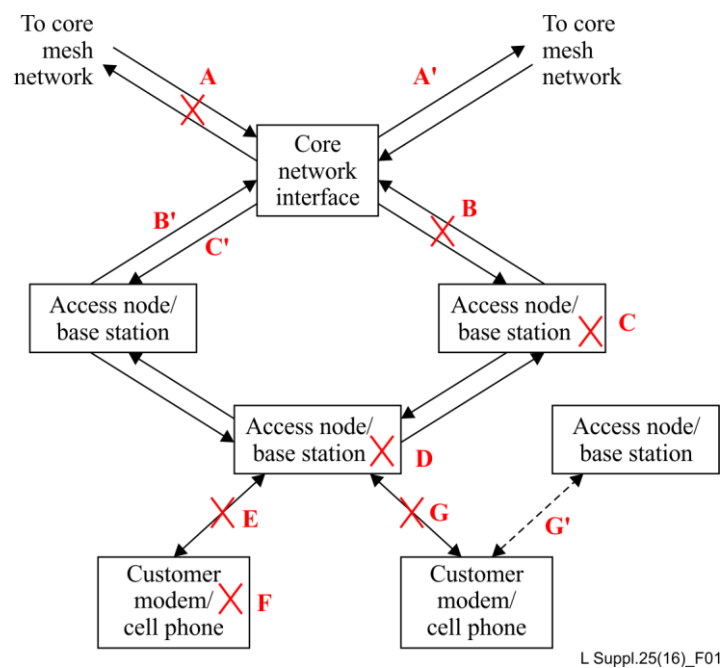 To core
mesh
network
A
A'
To core
mesh
network
Core
network
interface
B'
C'
B
Access node/
base station
Access node/
base station
C
Access node/
base station
D
Access node/
base station
E
G
G'
Customer
modem/
cell phone
F
Customer
modem/
cell phone
L Suppl.25(16)_F01